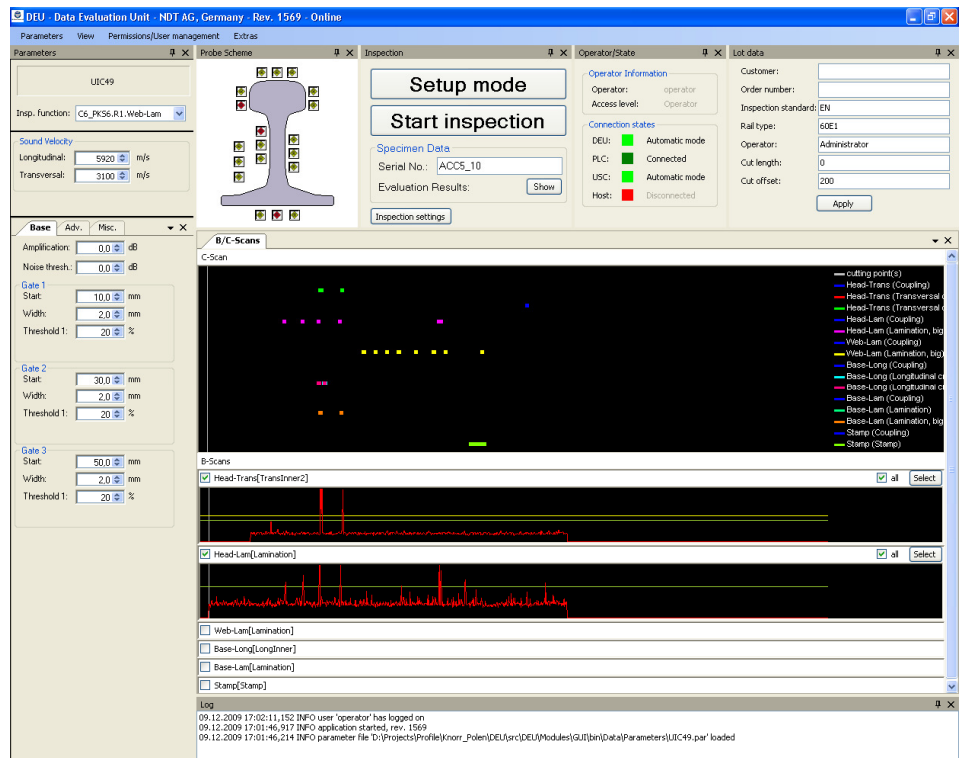 DEU - Data Evaluation Unit - NDT AG, Germany - Rev. 1569 - Online
Parameters View Permissions/User management Extras
Parameters
UIC49
Insp. function: C6_PK56.R1.Web-Lam
Sound Velocity
Longitudinal: 5920 m/s
Transversal: 3100 m/s
Base Adv. Misc.
Amplification: 0,0 dB
Noise thresh.: 0,0 dB
Gate 1
Start: 10,0 mm
Width: 2,0 mm
Threshold 1: 20 %
Gate 2
Start: 30,0 mm
Width: 2,0 mm
Threshold 1: 20 %
Gate 3
Start: 50,0 mm
Width: 2,0 mm
Threshold 1: 20 %
Probe Scheme
Inspection
Setup mode
Start inspection
Specimen Data
Serial No.: ACC5_10
Evaluation Results: Show
Inspection settings
Operator/State
Operator Information
Operator: operator
Access level: Operator
Connection states
DEU: Automatic mode
PLC: Connected
USC: Automatic mode
Host: Disconnected
Lot data
Customer:
Order number:
Inspection standard: EN
Rail type: 60E1
Operator: Administrator
Cut length: 0
Cut offset: 200
Apply
B/C-Scans
C-Scan
cutting point(s)
Head-Trans (Coupling)
Head-Trans (Transversal c
Head-Trans (Transversal c
Head-Lam (Coupling)
Head-Lam (Lamination, big
Web-Lam (Coupling)
Web-Lam (Lamination, big)
Base-Long (Coupling)
Base-Long (Longitudinal cr
Base-Long (Longitudinal cr
Base-Lam (Coupling)
Base-Lam (Lamination)
Base-Lam (Lamination, big
Stamp (Coupling)
Stamp (Stamp)
B-Scans
Head-Trans[TransInner2] all Select
Head-Lam[Lamination] all Select
Web-Lam[Lamination]
Base-Long[LongInner]
Base-Lam[Lamination]
Stamp[Stamp]
Log
09.12.2009 17:02:11,152 INFO user 'operator' has logged on
09.12.2009 17:01:46,917 INFO application started, rev. 1569
09.12.2009 17:01:46,214 INFO parameter file 'D:\Projects\Profile\Knorr_Polen\DEU\src\DEU\Modules\GUI\bin\Data\Parameters\UIC49.par' loaded